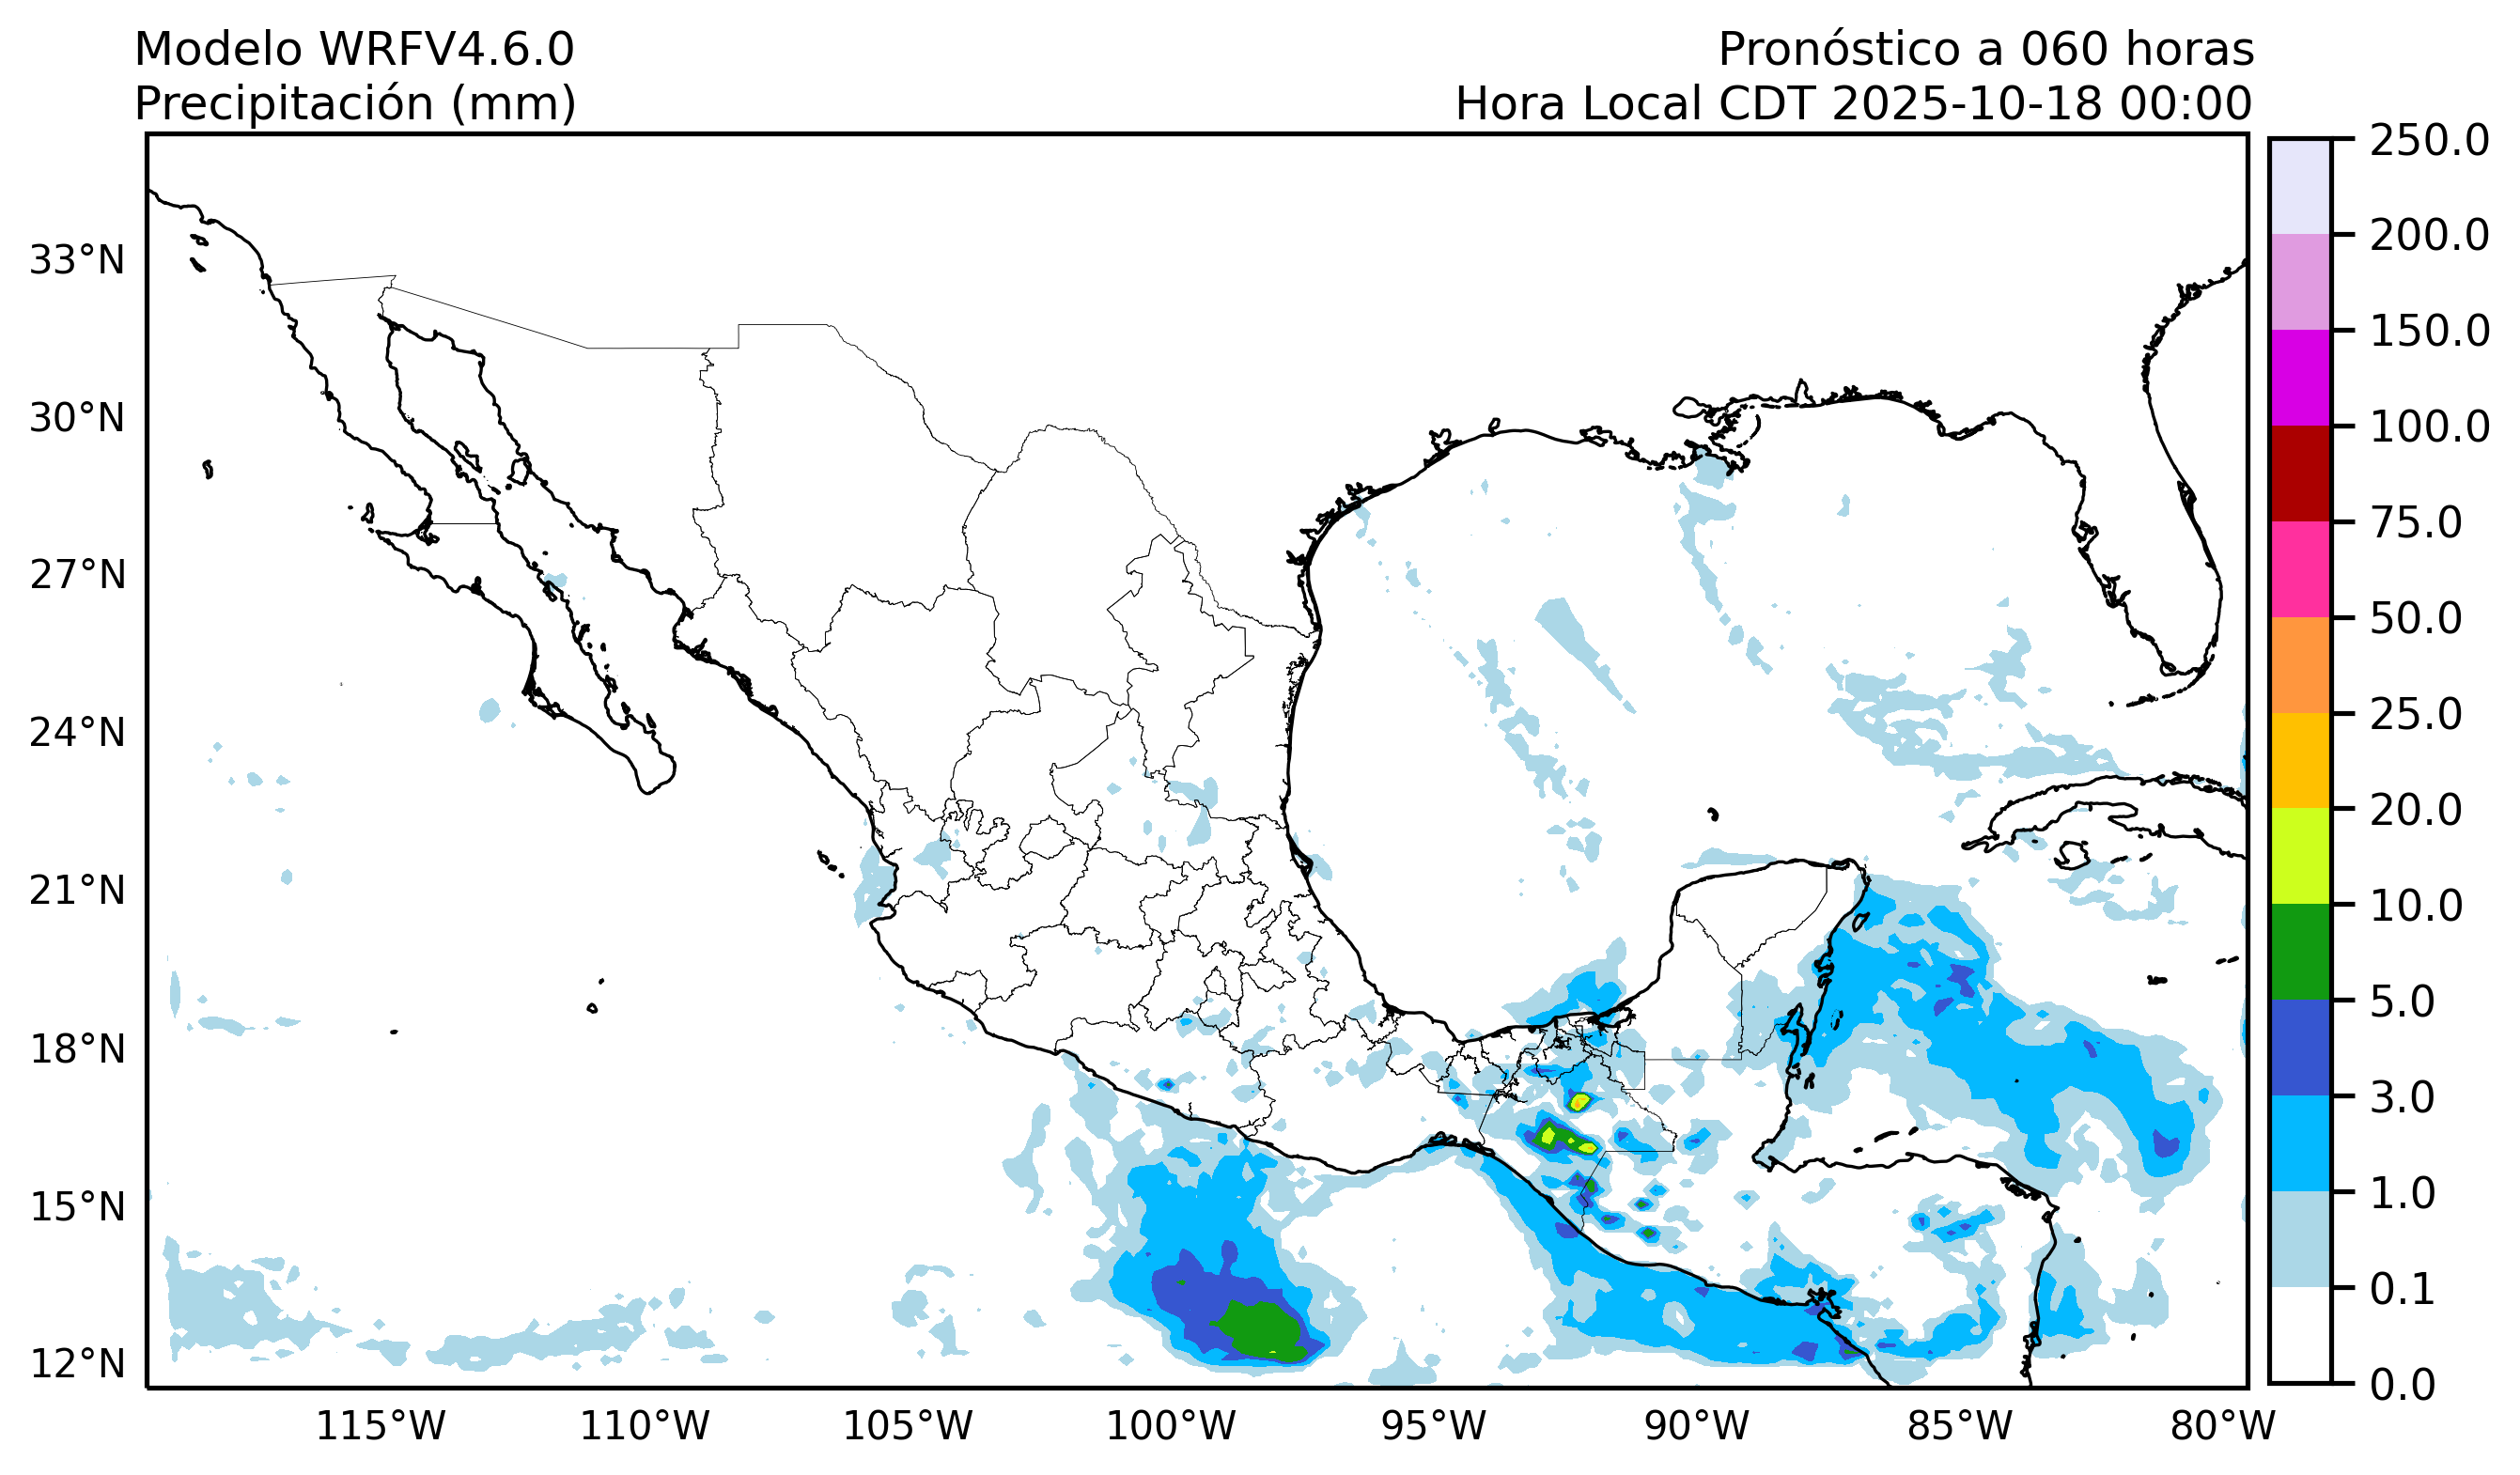 Modelo WRFV4.6.0
Precipitación (mm)
Pronóstico a 060 horas
Hora Local CDT 2025-10-18 00:00
33°N
30°N
27°N
24°N
21°N
18°N
15°N
12°N
115°W
110°W
105°W
100°W
95°W
90°W
85°W
80°W
250.0
200.0
150.0
100.0
75.0
50.0
25.0
20.0
10.0
5.0
3.0
1.0
0.1
0.0